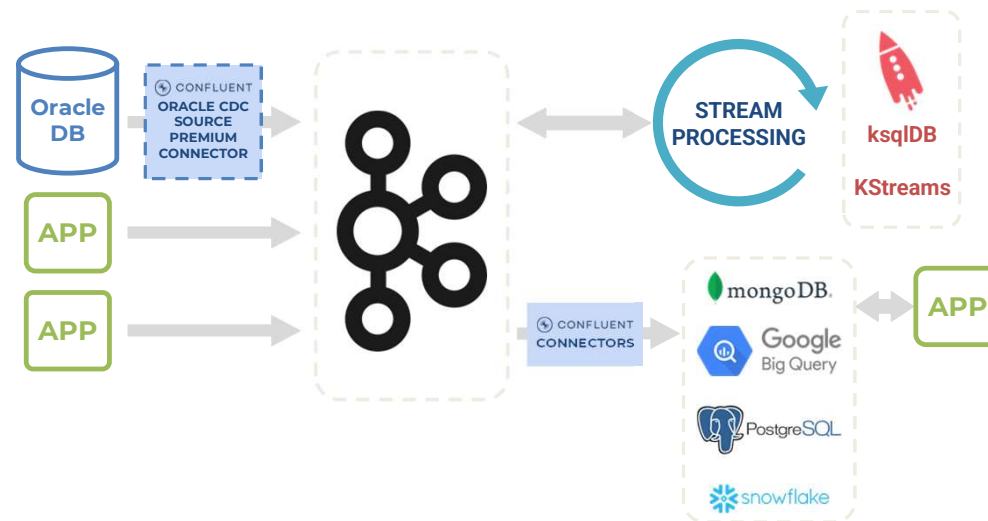 Oracle
DB
CONFLUENT
ORACLE CDC
SOURCE
PREMIUM
CONNECTOR
STREAM
PROCESSING
ksqlDB
KStreams
APP
APP
CONFLUENT
CONNECTORS
mongoDB.
Google
Big Query
PostgreSQL
snowflake
APP